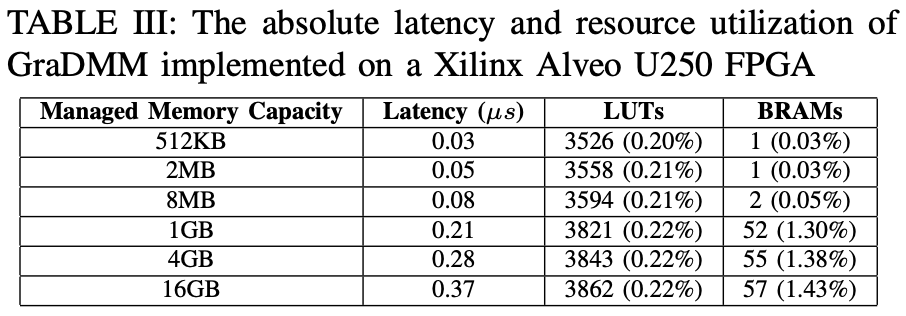 TABLE III: The absolute latency and resource utilization of
GraDMM implemented on a Xilinx Alveo U250 FPGA
Managed Memory Capacity Latency (μs) LUTs BRAMs
512KB 0.03 3526 (0.20%) 1 (0.03%)
2MB 0.05 3558 (0.21%) 1 (0.03%)
8MB 0.08 3594 (0.21%) 2 (0.05%)
1GB 0.21 3821 (0.22%) 52 (1.30%)
4GB 0.28 3843 (0.22%) 55 (1.38%)
16GB 0.37 3862 (0.22%) 57 (1.43%)